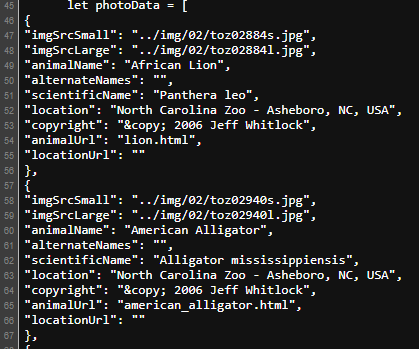 45 let photoData = [
46 {
47 "imgSrcSmall": "../img/02/toz02884s.jpg",
48 "imgSrcLarge": "../img/02/toz02884l.jpg",
49 "animalName": "African Lion",
50 "alternateNames": "",
51 "scientificName": "Panthera leo",
52 "location": "North Carolina Zoo - Asheboro, NC, USA",
53 "copyright": "&copy; 2006 Jeff Whitlock",
54 "animalUrl": "lion.html",
55 "locationUrl": ""
56 },
57 {
58 "imgSrcSmall": "../img/02/toz02940s.jpg",
59 "imgSrcLarge": "../img/02/toz02940l.jpg",
60 "animalName": "American Alligator",
61 "alternateNames": "",
62 "scientificName": "Alligator mississippiensis",
63 "location": "North Carolina Zoo - Asheboro, NC, USA",
64 "copyright": "&copy; 2006 Jeff Whitlock",
65 "animalUrl": "american_alligator.html",
66 "locationUrl": ""
67 },
68 {